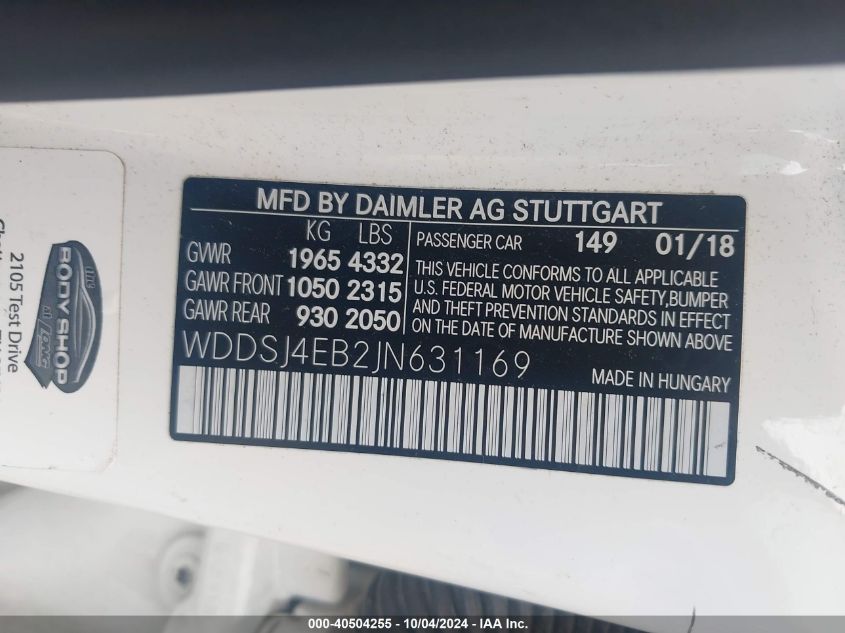 MFD BY DAIMLER AG STUTTGART
KG LBS
GVWR 1965 4332
GAWR FRONT 1050 2315
GAWR REAR 930 2050
PASSENGER CAR 149 01/18
THIS VEHICLE CONFORMS TO ALL APPLICABLE
U.S. FEDERAL MOTOR VEHICLE SAFETY,BUMPER
AND THEFT PREVENTION STANDARDS IN EFFECT
ON THE DATE OF MANUFACTURE SHOWN ABOVE
WDDSJ4EB2JN631169
MADE IN HUNGARY
BODY SHOP
at Long
2105 Test Drive
00-40504255 - 10/04/2024 - IAA Inc.